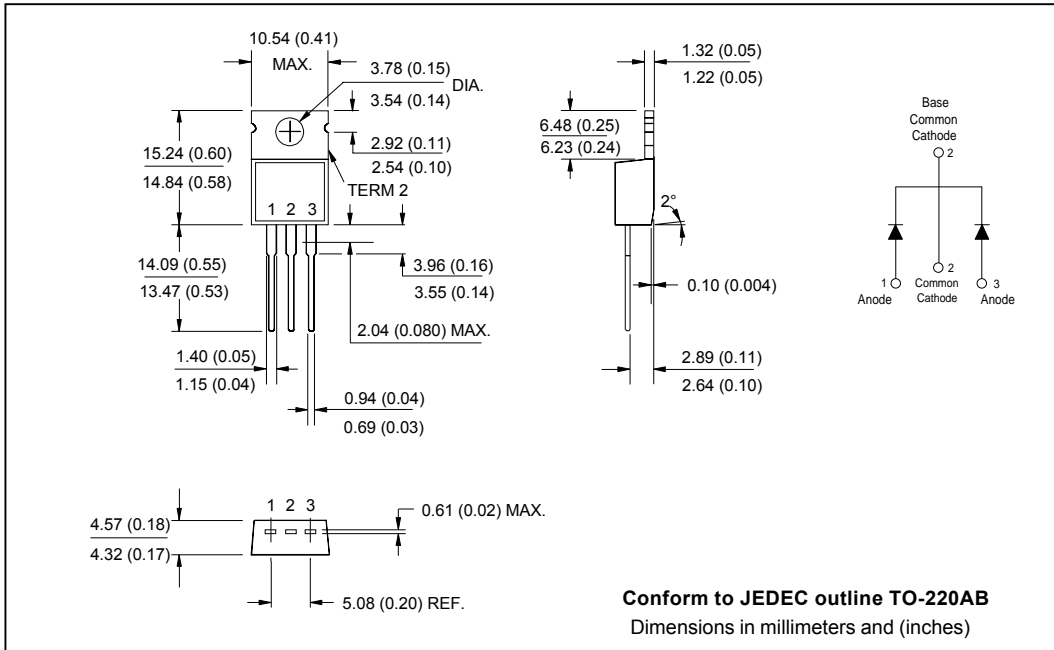 10.54 (0.41)
MAX.
3.78 (0.15)
3.54 (0.14)
DIA.
15.24 (0.60)
14.84 (0.58)
2.92 (0.11)
2.54 (0.10)
TERM 2
1 2 3
14.09 (0.55)
13.47 (0.53)
3.96 (0.16)
3.55 (0.14)
2.04 (0.080) MAX.
1.40 (0.05)
1.15 (0.04)
0.94 (0.04)
0.69 (0.03)
1.32 (0.05)
1.22 (0.05)
6.48 (0.25)
6.23 (0.24)
2°
0.10 (0.004)
2.89 (0.11)
2.64 (0.10)
Base
Common
Cathode
2
1
Anode
2
Common
Cathode
3
Anode
1 2 3
4.57 (0.18)
4.32 (0.17)
0.61 (0.02) MAX.
5.08 (0.20) REF.
Conform to JEDEC outline TO-220AB
Dimensions in millimeters and (inches)